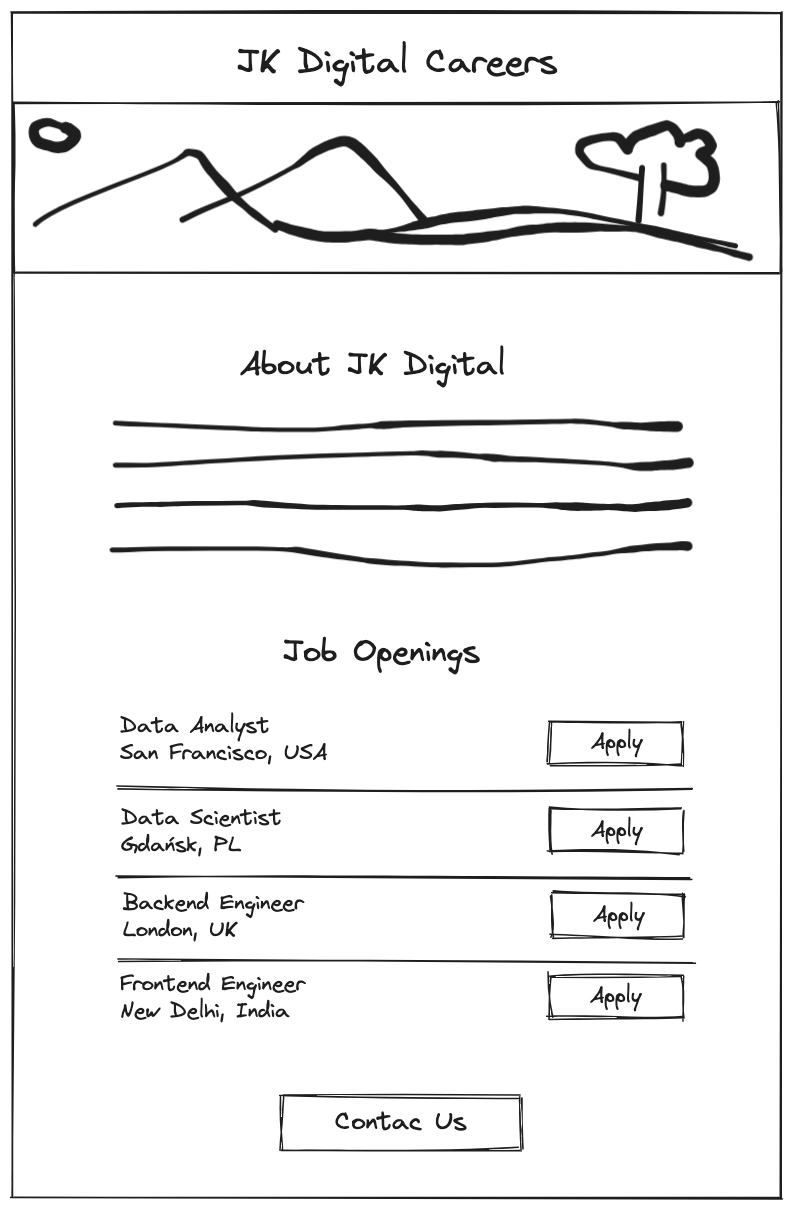 JK Digital Careers
About JK Digital
Job Openings
Data Analyst
San Francisco, USA
Apply
Data Scientist
Gdańsk, PL
Apply
Backend Engineer
London, UK
Apply
Frontend Engineer
New Delhi, India
Apply
Contac Us